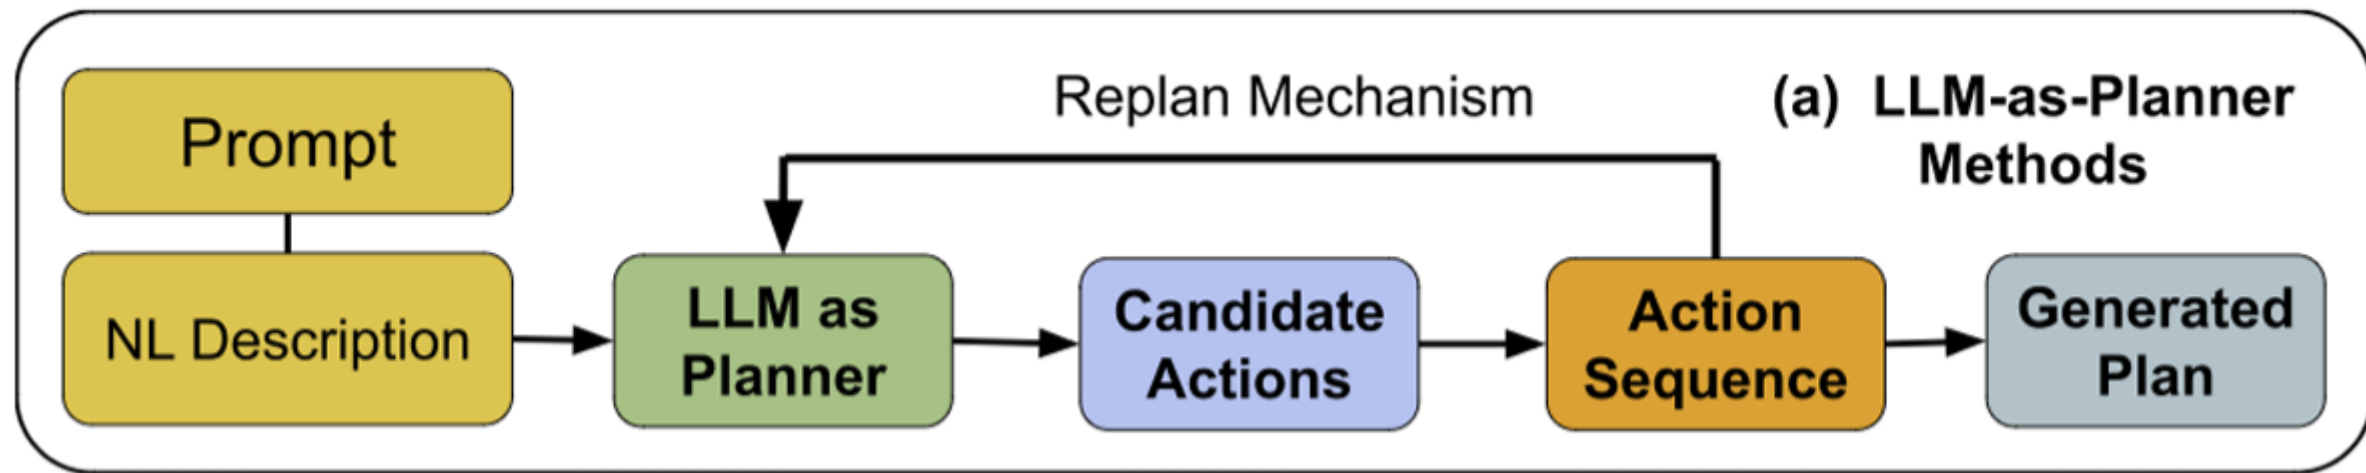 Prompt
Replan Mechanism
(a) LLM-as-Planner
Methods
NL Description
LLM as
Planner
Candidate
Actions
Action
Sequence
Generated
Plan